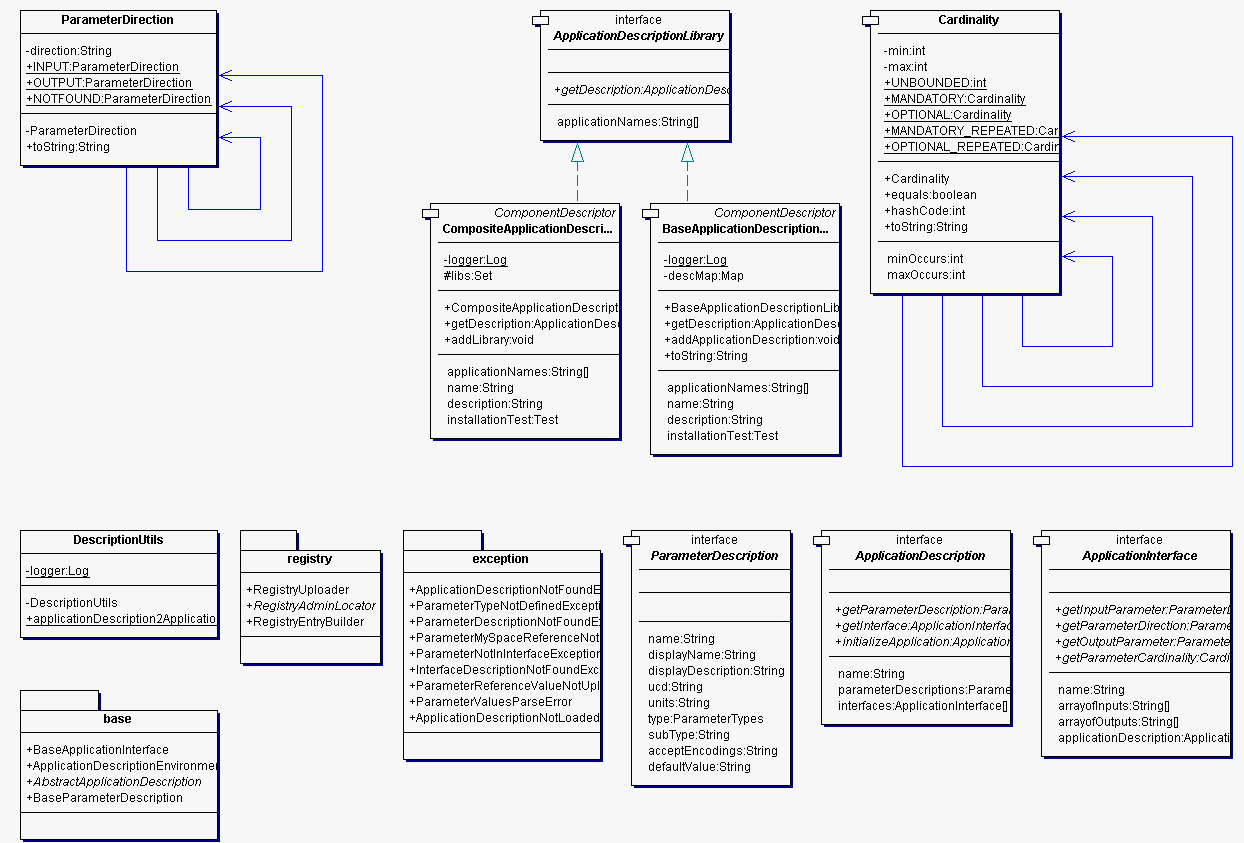 ParameterDirection
-direction:String
+INPUT:ParameterDirection
+OUTPUT:ParameterDirection
+NOTFOUND:ParameterDirection
-ParameterDirection
+toString:String
interface
ApplicationDescriptionLibrary
+getDescription:ApplicationDesc
applicationNames:String[]
Cardinality
-min:int
-max:int
+UNBOUNDED:int
+MANDATORY:Cardinality
+OPTIONAL:Cardinality
+MANDATORY_REPEATED:Car
+OPTIONAL_REPEATED:Cardin
+Cardinality
+equals:boolean
+hashCode:int
+toString:String
minOccurs:int
maxOccurs:int
ComponentDescriptor
CompositeApplicationDescri...
-logger:Log
#libs:Set
+CompositeApplicationDescript
+getDescription:ApplicationDesc
+addLibrary:void
applicationNames:String[]
name:String
description:String
installationTest:Test
ComponentDescriptor
BaseApplicationDescription...
-logger:Log
-descMap:Map
+BaseApplicationDescriptionLib
+getDescription:ApplicationDesc
+addApplicationDescription:void
+toString:String
applicationNames:String[]
name:String
description:String
installationTest:Test
DescriptionUtils
-logger:Log
-DescriptionUtils
+applicationDescription2Applicatio
registry
+RegistryUploader
+RegistryAdminLocator
+RegistryEntryBuilder
exception
+ApplicationDescriptionNotFoundE
+ParameterTypeNotDefinedExcepti
+ParameterDescriptionNotFoundEx
+ParameterMySpaceReferenceNot
+ParameterNotInInterfaceException
+InterfaceDescriptionNotFoundExc
+ParameterReferenceValueNotUpl
+ParameterValuesParseError
+ApplicationDescriptionNotLoaded
interface
ParameterDescription
name:String
displayName:String
displayDescription:String
ucd:String
units:String
type:ParameterTypes
subType:String
acceptEncodings:String
defaultValue:String
interface
ApplicationDescription
+getParameterDescription:Para
+getInterface:ApplicationInterfac
+initializeApplication:Application
name:String
parameterDescriptions:Parame
interfaces:ApplicationInterface[]
interface
ApplicationInterface
+getInputParameter:ParameterD
+getParameterDirection:Parame
+getOutputParameter:Paramete
+getParameterCardinality:Cardi
name:String
arrayofInputs:String[]
arrayofOutputs:String[]
applicationDescription:Applicati
base
+BaseApplicationInterface
+ApplicationDescriptionEnvironmen
+AbstractApplicationDescription
+BaseParameterDescription